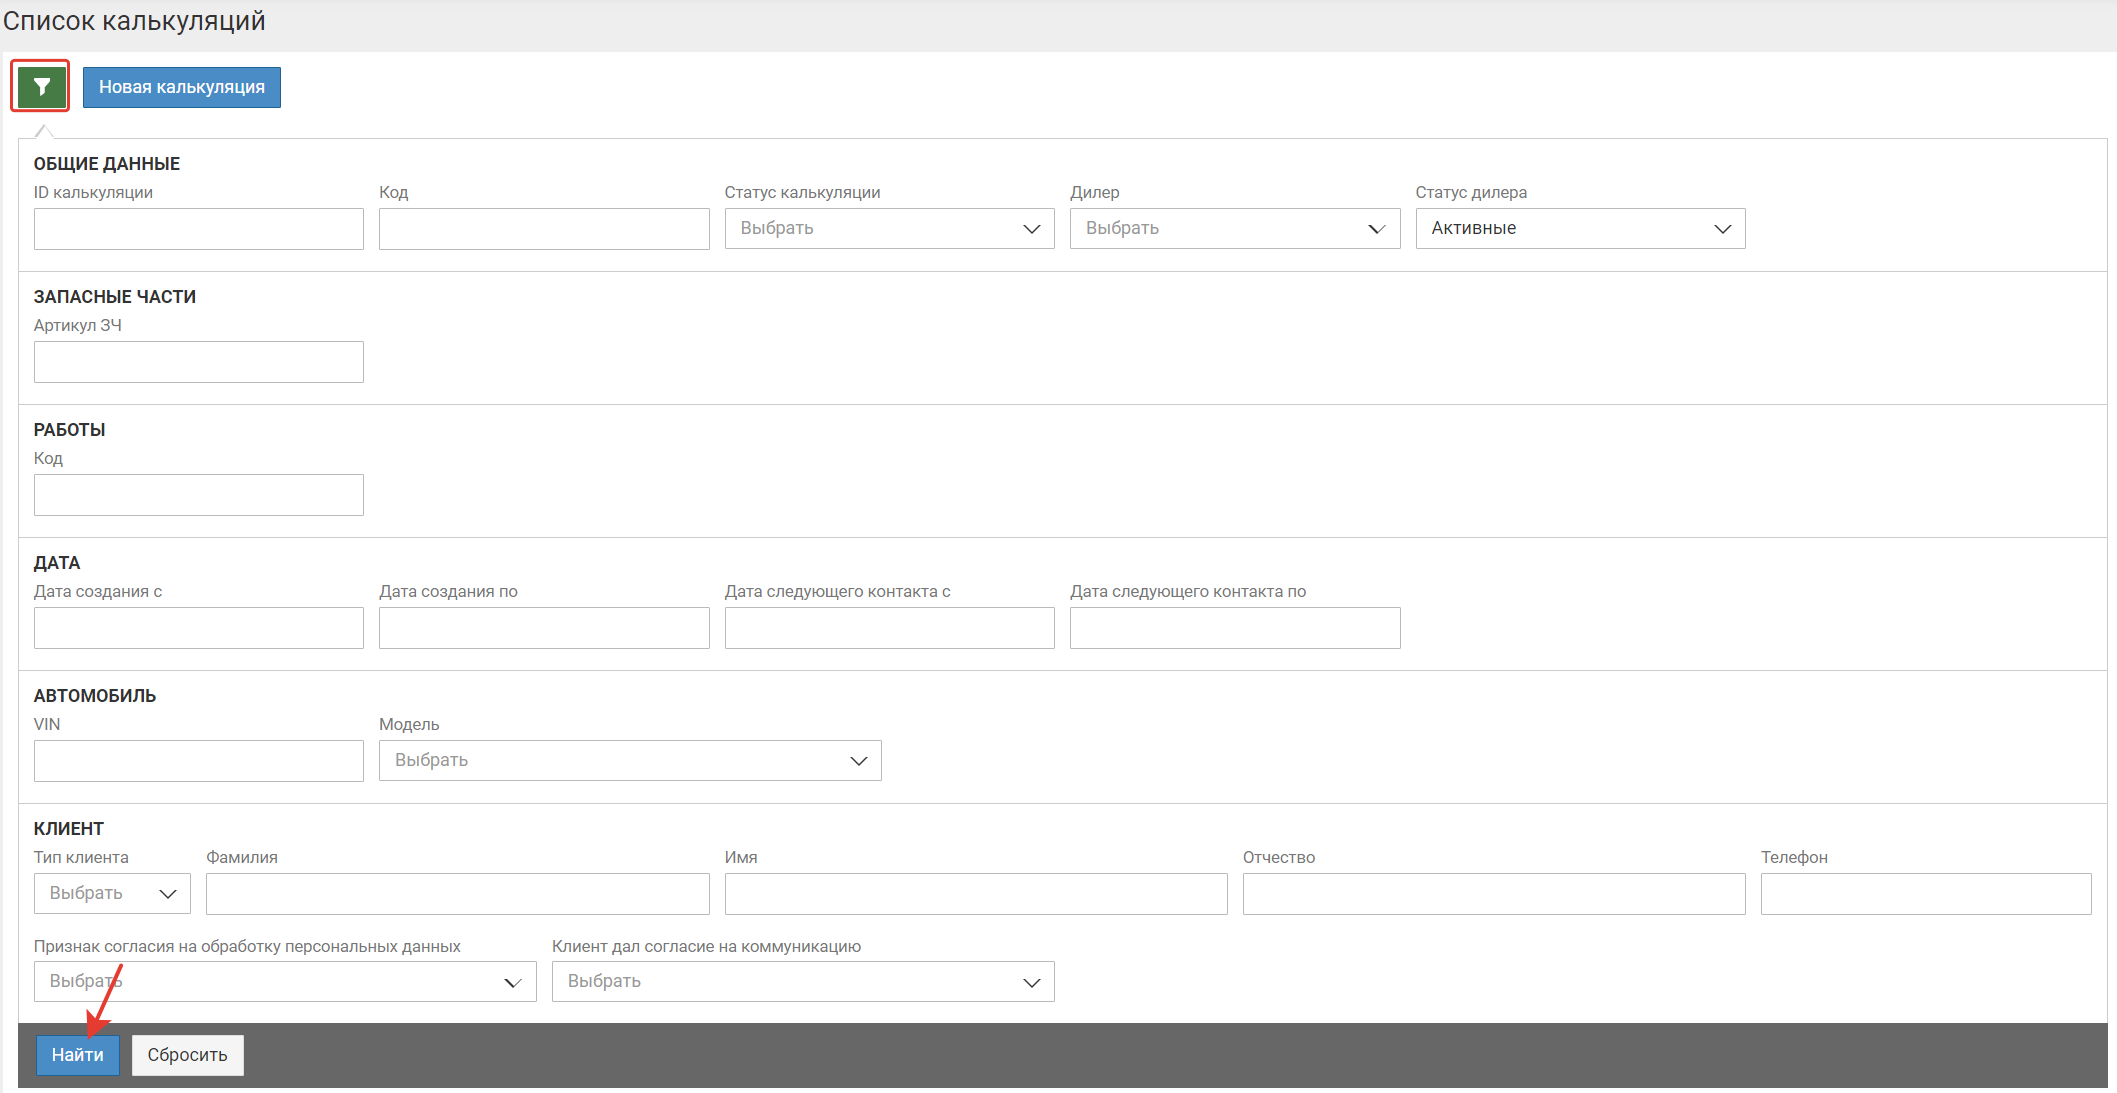 Список калькуляций
Новая калькуляция
ОБЩИЕ ДАННЫЕ
ID калькуляции Код Статус калькуляции Дилер Статус дилера
Выбрать Выбрать Активные
ЗАПАСНЫЕ ЧАСТИ
Артикул ЗЧ
РАБОТЫ
Код
ДАТА
Дата создания с Дата создания по Дата следующего контакта с Дата следующего контакта по
АВТОМОБИЛЬ
VIN Модель
Выбрать
КЛИЕНТ
Тип клиента Фамилия Имя Отчество Телефон
Выбрать
Признак согласия на обработку персональных данных Клиент дал согласие на коммуникацию
Выбрать Выбрать
Найти Сбросить